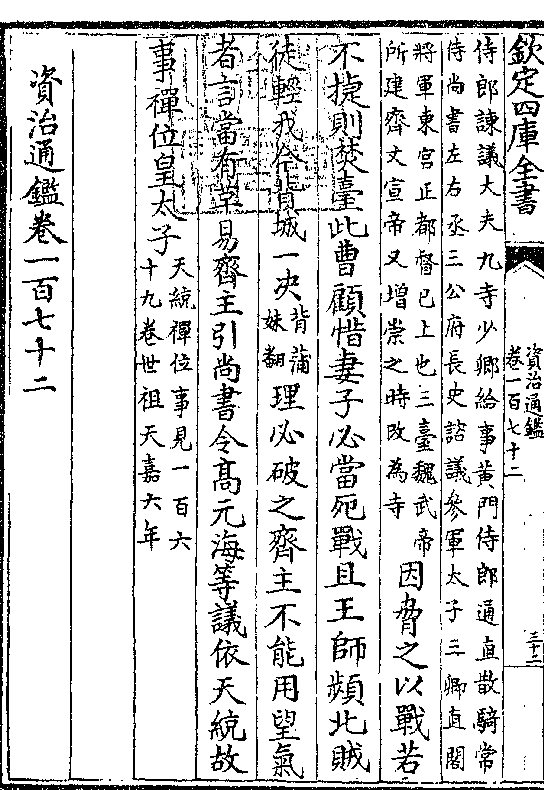 欽定四庫全書
資治通鑑
卷一百七十二
三十二
侍郎諫議大夫九寺少卿給事黃門侍郎通直散騎常
侍尚書左右丞三公府長史諮議參軍太子三卿直閤
將軍東宮正都督已上也三臺魏武帝
所建齊文宣帝又増崇之時改為寺
因脅之以戰若
不捷則焚臺此曹顧惜妻子必當死戰且王師頻北賊
徒輕我今背城一决
背蒲
妹翻
理必破之齊主不能用望氣
者言當有革易齊主引尚書令髙元海等議依天統故
事禪位皇太子
天統禪位事見一百六
十九卷世祖天嘉六年
資治通鑑卷一百七十二